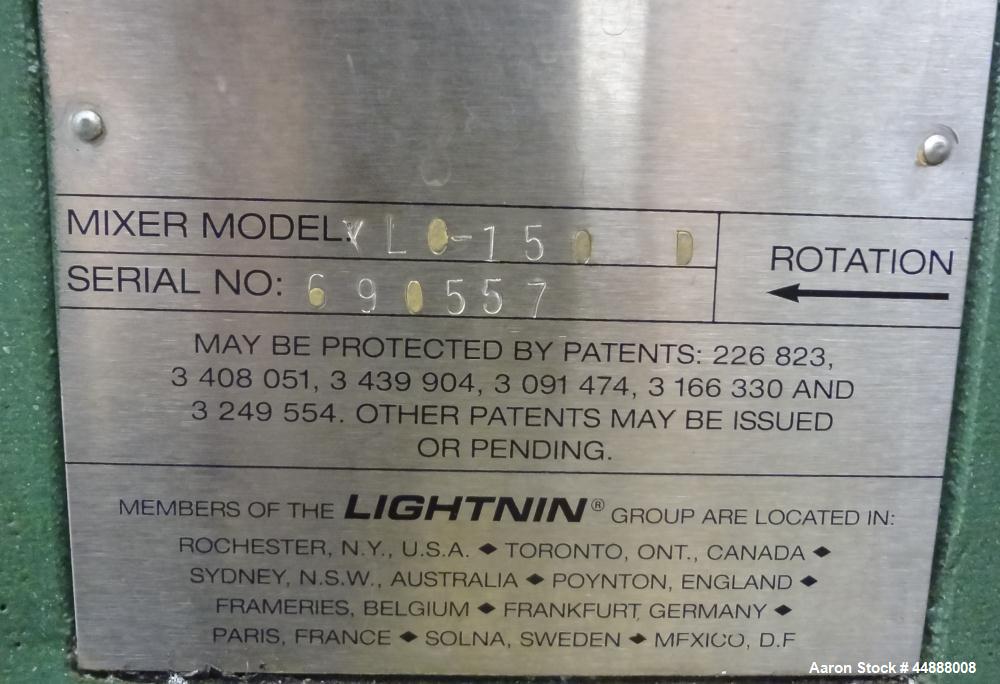 MIXER MODEL: XLQ-150 D
SERIAL NO: 690557
ROTATION
MAY BE PROTECTED BY PATENTS: 226 823,
3 408 051, 3 439 904, 3 091 474, 3 166 330 AND
3 249 554. OTHER PATENTS MAY BE ISSUED
OR PENDING.
MEMBERS OF THE LIGHTNIN® GROUP ARE LOCATED IN:
ROCHESTER, N.Y., U.S.A. ◆ TORONTO, ONT., CANADA ◆
SYDNEY, N.S.W., AUSTRALIA ◆ POYNTON, ENGLAND ◆
FRAMERIES, BELGIUM ◆ FRANKFURT, GERMANY ◆
PARIS, FRANCE ◆ SOLNA, SWEDEN ◆ MEXICO, D.F
Aaron Stock # 44888008